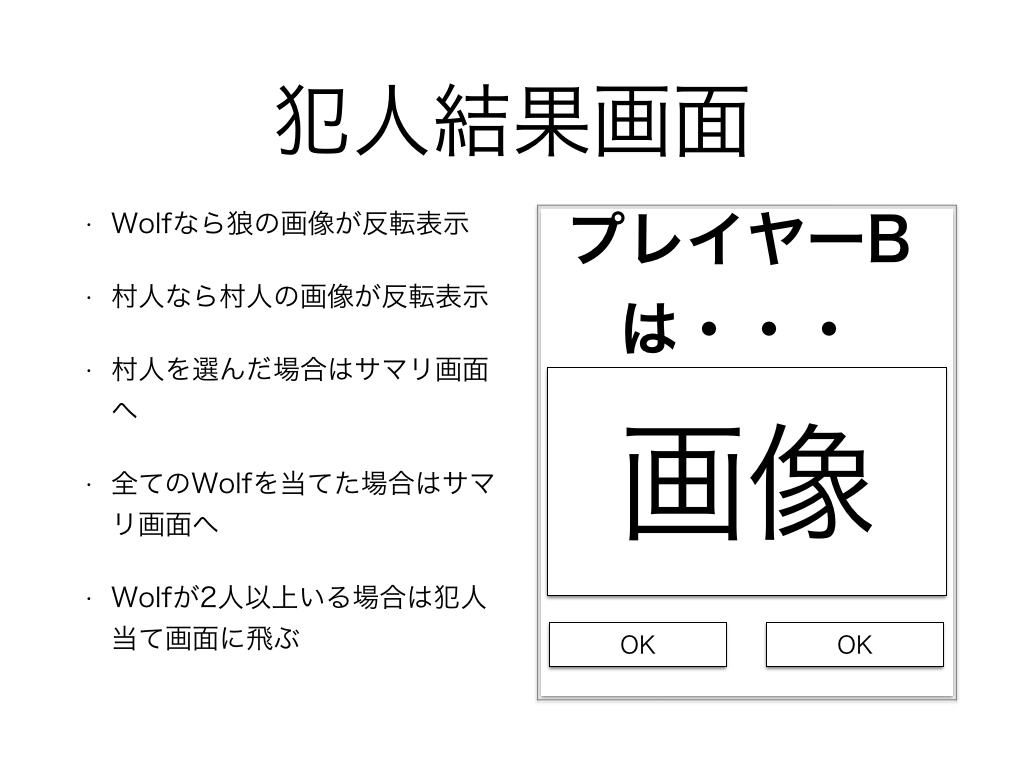 犯人結果画面
・ Wolfなら狼の画像が反転表示
・ 村人なら村人の画像が反転表示
・ 村人を選んだ場合はサマリ画面
へ
・ 全てのWolfを当てた場合はサマ
リ画面へ
・ Wolfが2人以上いる場合は犯人
当て画面に飛ぶ
プレイヤーB
は・・・
画像
OK
OK